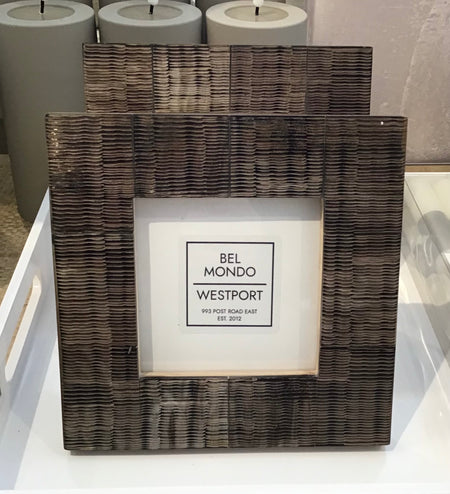 BEL
MONDO
WESTPORT
993 POST ROAD EAST
EST. 2012